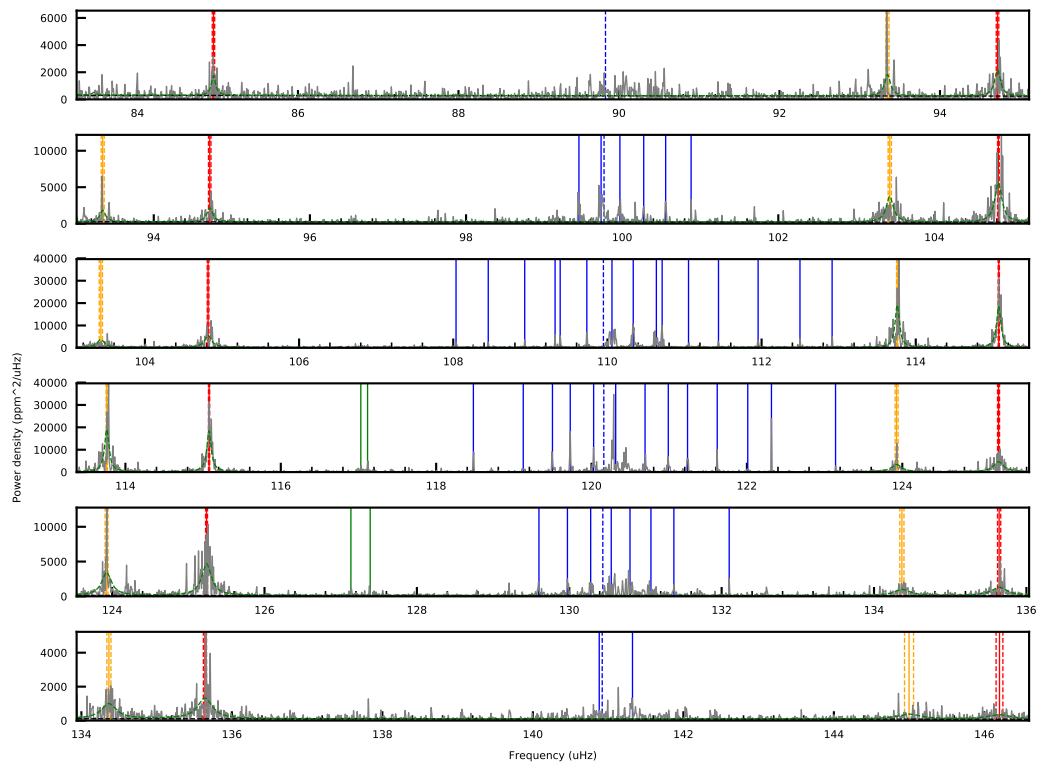 6000
4000
2000
0
84 86 88 90 92 94
10000
5000
0
94 96 98 100 102 104
40000
30000
20000
10000
0
104 106 108 110 112 114
Power density (ppm^2/uHz)
40000
30000
20000
10000
0
114 116 118 120 122 124
10000
5000
0
124 126 128 130 132 134 136
4000
2000
0
134 136 138 140 142 144 146
Frequency (uHz)